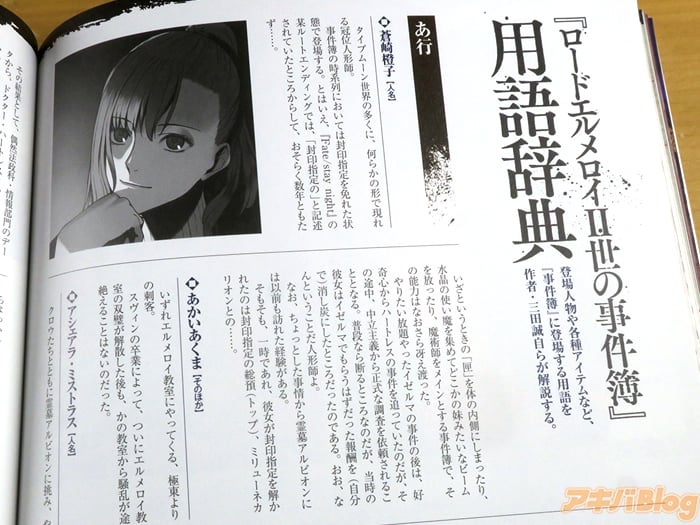 『ロードエルメロイII世の事件簿』
用語辞典
登場人物や各種アイテムなど、
『事件簿』に登場する用語を
作者・三田誠自らが解説する。
あ行
蒼崎橙子【人名】
タイプムーン世界の多くに、何らかの形で現れ
る冠位人形師。
事件簿の時系列においては封印指定を免れた状
態で登場する。とはいえ、『Fate/stay night』の
某ルートエンディングでは、「封印指定の」と記述
されていたところからして、おそらく数年ともた
ず……。
いざというときの「匣」を体の内側にしまったり、
水晶の使い魔を集めてどこかの妹みたいなビーム
を放ったり、魔術師をメインとする事件簿で、そ
の能力はなおさら冴え渡った。
やりたい放題やったイゼルマの事件の後は、好
奇心からハートレスの事件を追っていたのだが、そ
の途中、中立主義から正式な調査を依頼されるこ
ととなる。普段なら断るところなのだが、当時の
彼女はイゼルマでもらうはずだった報酬を(自分
で)消し炭にしたところだったのである。おお、な
んということだ人形師よ。
なお、ちょっとした事情から霊墓アルビオンに
は以前も訪れた経験がある。
そもそも、一時であれ、彼女が封印指定を解か
れたのは封印指定の総預(トップ)、ミリューネカ
リオンとの……。
あかいあくま【そのほか】
いずれエルメロイ教室にやってくる、極東より
の刺客。
スヴィンの卒業によって、ついにエルメロイ教
室の双璧が解散した後も、かの教室から騒乱が途
絶えることはないのだった。
アシェアラ・ミストラス【人名】
クロウたちとともに霊墓アルビオンに挑み、
その結果として、偶然法政科・情報部門のデー
タから、ドクター・ハートレス
アキバBlog